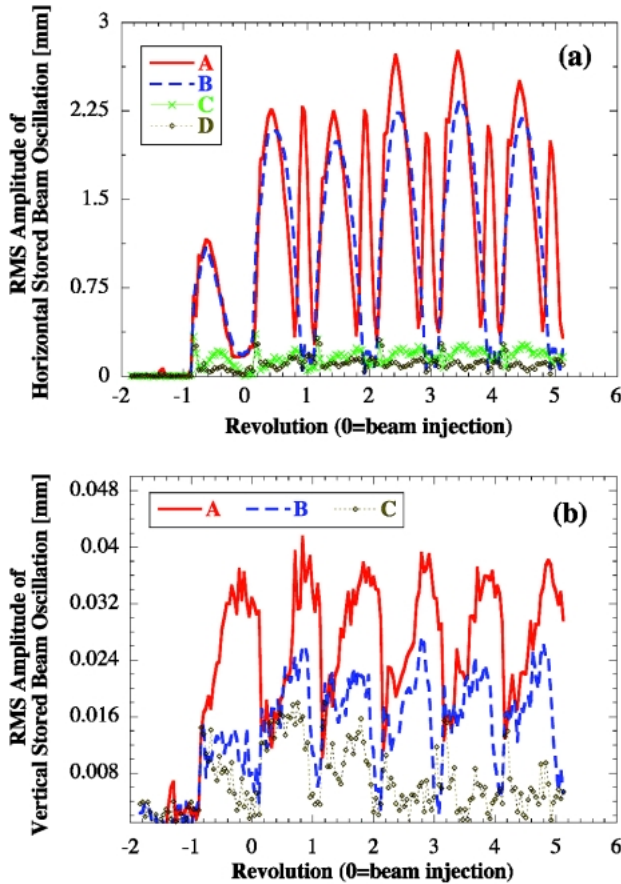 3
2.25
1.5
0.75
0
RMS Amplitude of
Horizontal Stored Beam Oscillation [mm]
A
B
C
D
(a)
-2 -1 0 1 2 3 4 5 6
Revolution (0=beam injection)
0.048
0.04
0.032
0.024
0.016
0.008
RMS Amplitude of
Vertical Stored Beam Oscillation [mm]
A B C
(b)
-2 -1 0 1 2 3 4 5 6
Revolution (0=beam injection)